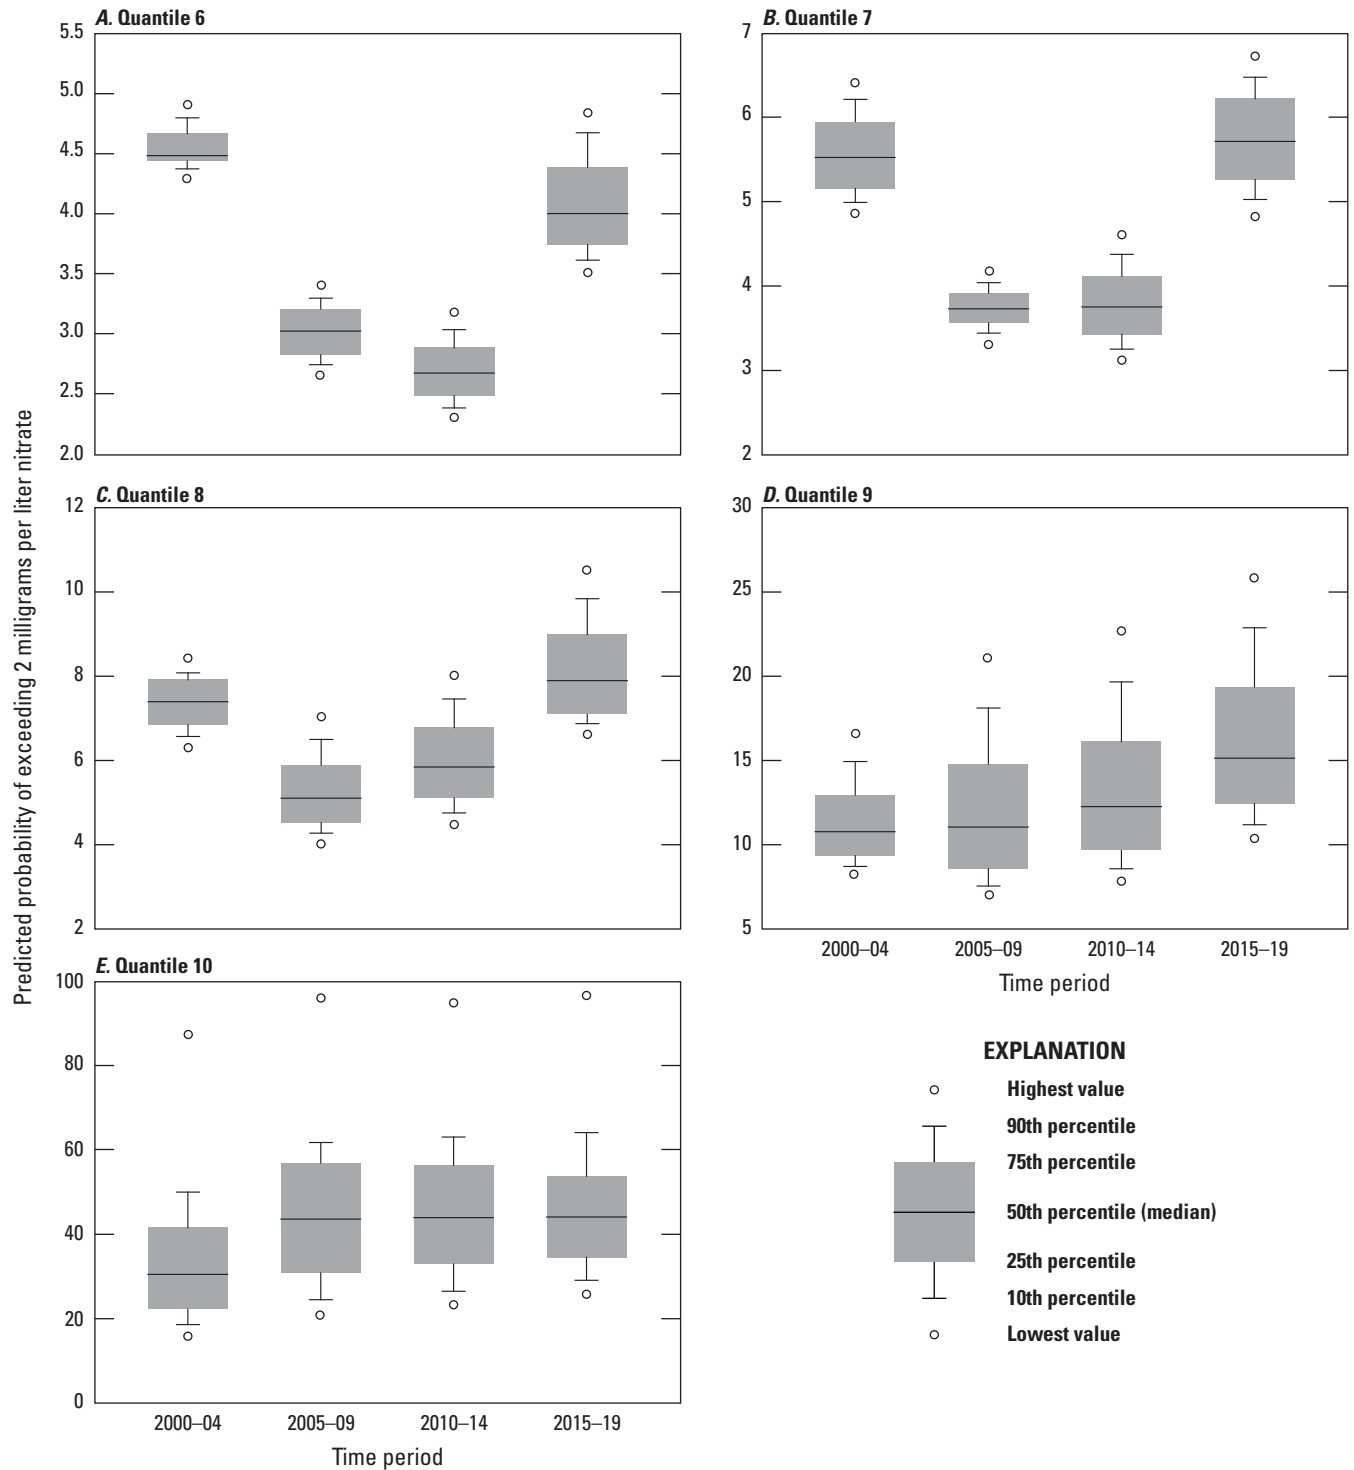 A. Quantile 6
5.5
5.0
4.5
4.0
3.5
3.0
2.5
2.0
B. Quantile 7
7
6
5
4
3
2
Predicted probability of exceeding 2 milligrams per liter nitrate
C. Quantile 8
12
10
8
6
4
2
D. Quantile 9
30
25
20
15
10
5
2000–04 2005–09 2010–14 2015–19
Time period
E. Quantile 10
100
80
60
40
20
0
2000–04 2005–09 2010–14 2015–19
Time period
EXPLANATION
Highest value
90th percentile
75th percentile
50th percentile (median)
25th percentile
10th percentile
Lowest value